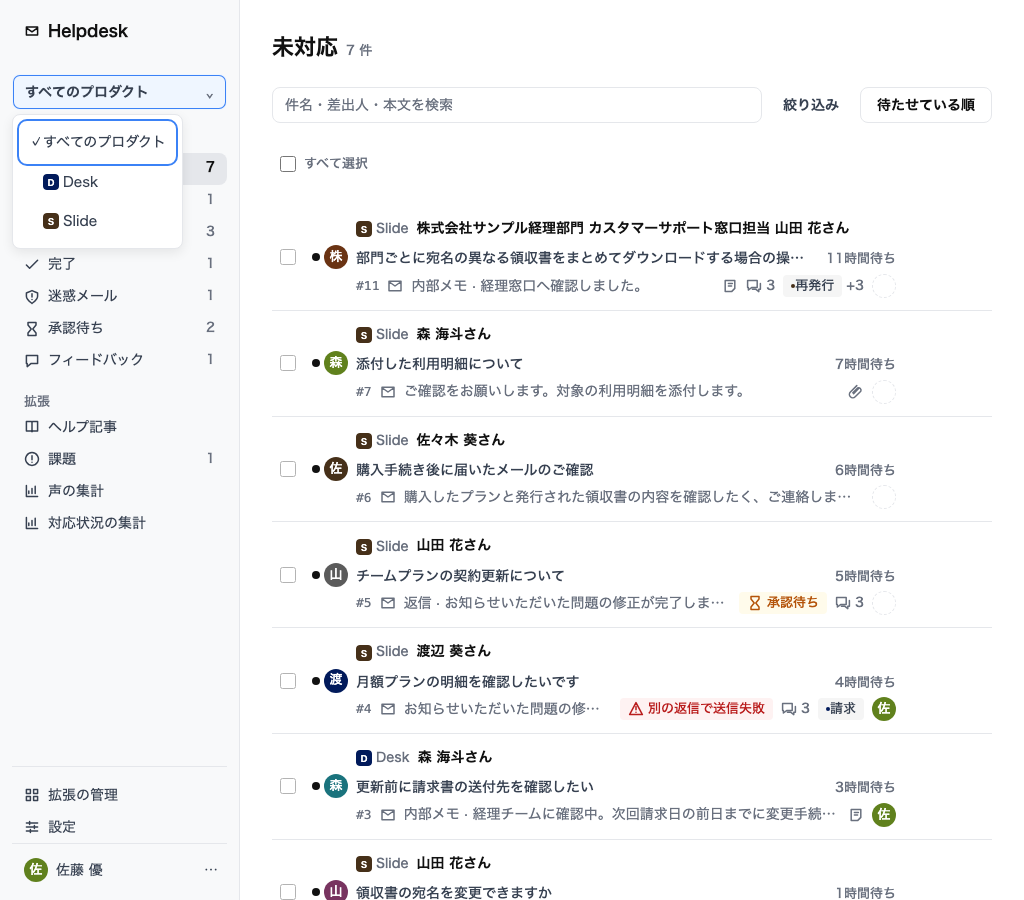 Helpdesk
すべてのプロダクト
✓すべてのプロダクト
D Desk
S Slide
7
1
3
完了 1
迷惑メール 1
承認待ち 2
フィードバック 1
拡張
ヘルプ記事
課題 1
声の集計
対応状況の集計
拡張の管理
設定
佐 佐藤 優 …
未対応 7 件
件名・差出人・本文を検索 絞り込み 待たせている順
すべて選択
S Slide 株式会社サンプル経理部門 カスタマーサポート窓口担当 山田 花さん
株 部門ごとに宛名の異なる領収書をまとめてダウンロードする場合の操… 11時間待ち
#11 内部メモ · 経理窓口へ確認しました。 3 •再発行 +3
S Slide 森 海斗さん
森 添付した利用明細について 7時間待ち
#7 ご確認をお願いします。対象の利用明細を添付します。
S Slide 佐々木 葵さん
佐 購入手続き後に届いたメールのご確認 6時間待ち
#6 購入したプランと発行された領収書の内容を確認したく、ご連絡しま…
S Slide 山田 花さん
山 チームプランの契約更新について 5時間待ち
#5 返信 · お知らせいただいた問題の修正が完了しま… 承認待ち 3
S Slide 渡辺 葵さん
渡 月額プランの明細を確認したいです 4時間待ち
#4 お知らせいただいた問題の修… 別の返信で送信失敗 3 •請求 佐
D Desk 森 海斗さん
森 更新前に請求書の送付先を確認したい 3時間待ち
#3 内部メモ · 経理チームに確認中。次回請求日の前日までに変更手続… 佐
S Slide 山田 花さん
山 領収書の宛名を変更できますか 1時間待ち